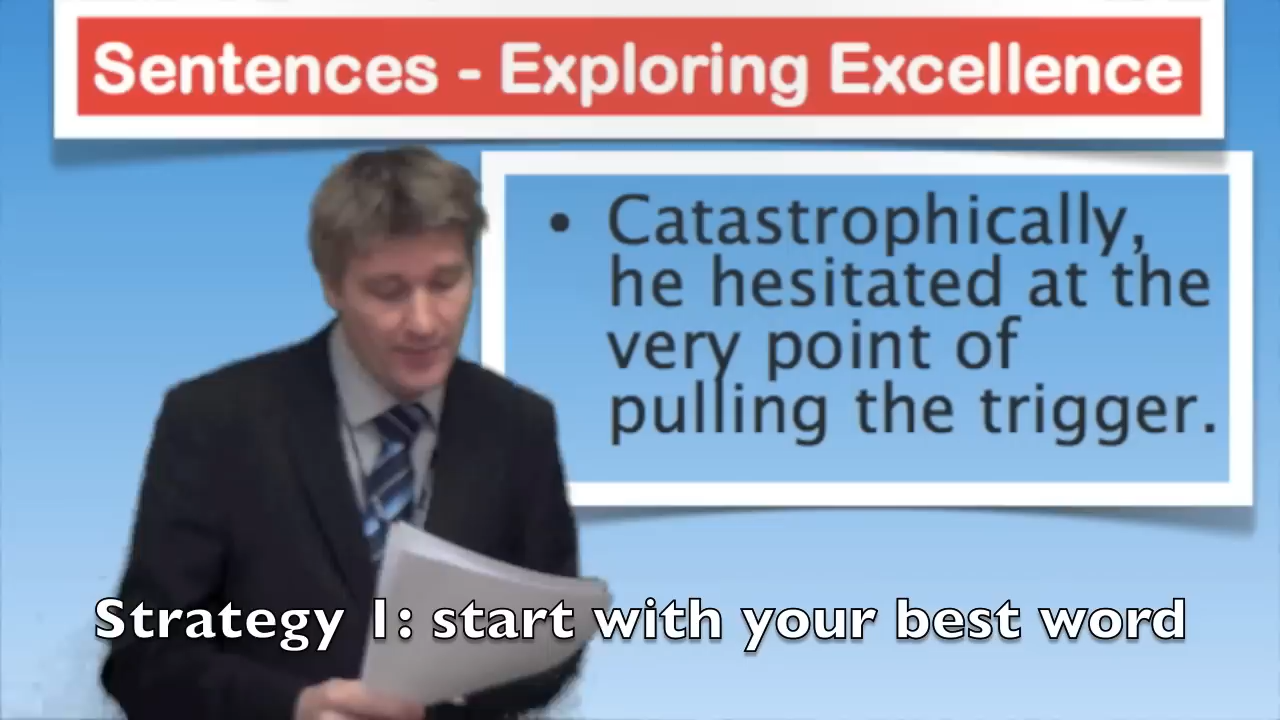 Sentences - Exploring Excellence
• Catastrophically,
he hesitated at the
very point of
pulling the trigger.
Strategy 1: start with your best word